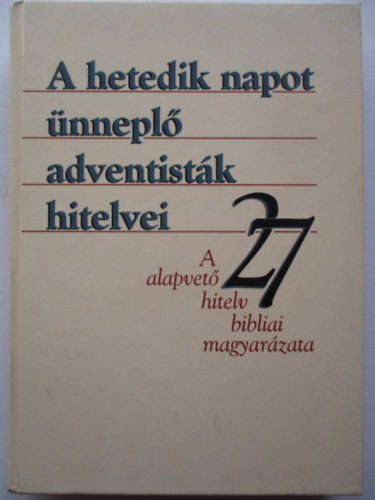 A hetedik napot
ünneplő
adventisták
hitelvei
A 27
alapvető
hitelv
bibliai
magyarázata